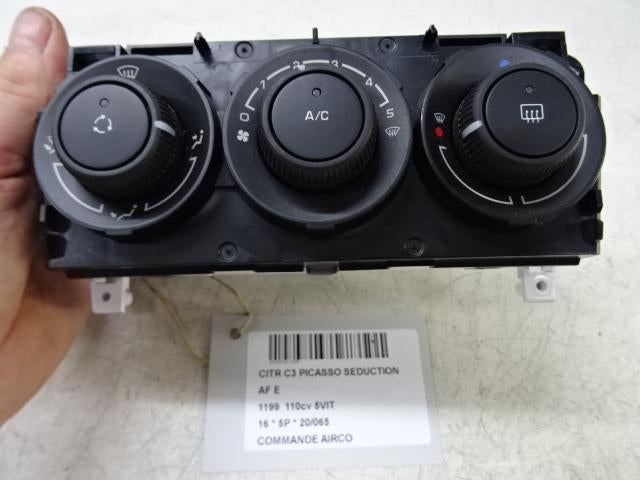 0 1 2 3 4 5
A/C
CITR C3 PICASSO SEDUCTION
AF E
1199 110cv 5VIT
16 * 5P * 20/065
COMMANDE AIRCO